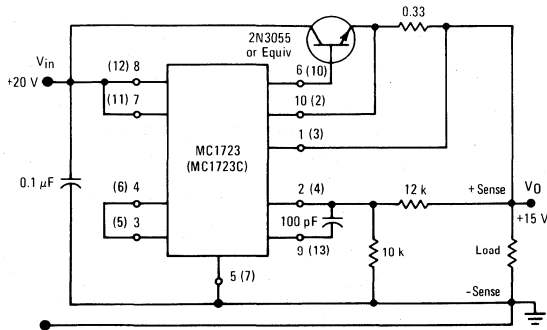 0.33
2N3055
or Equiv
Vin
+20 V
(12) 8
6 (10)
(11) 7
10 (2)
1 (3)
MC1723
(MC1723C)
0.1 µF
(6) 4
2 (4)
12 k
+ Sense
VO
+15 V
(5) 3
100 pF
9 (13)
10 k
Load
5 (7)
-Sense